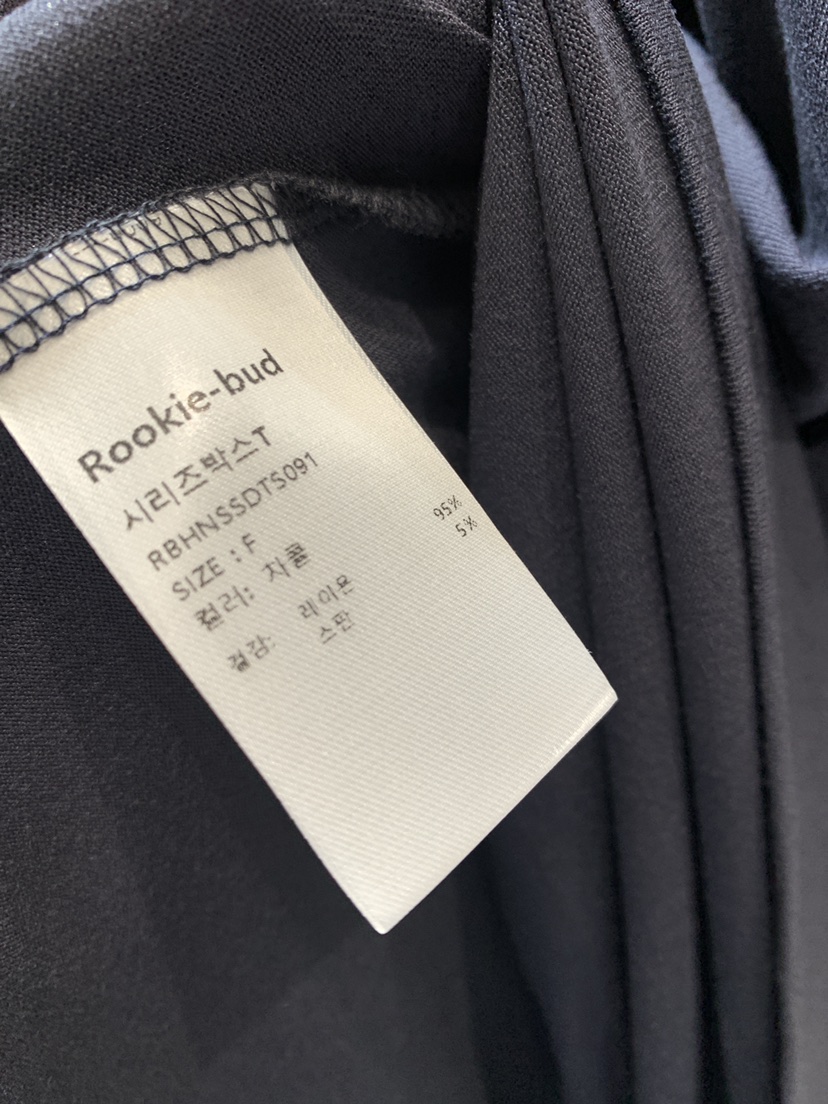 Rookie-bud
시리즈박스T
RBHNSSDTS091
SIZE : F
컬러: 차콜
겉감: 레이온 95%
스판 5%